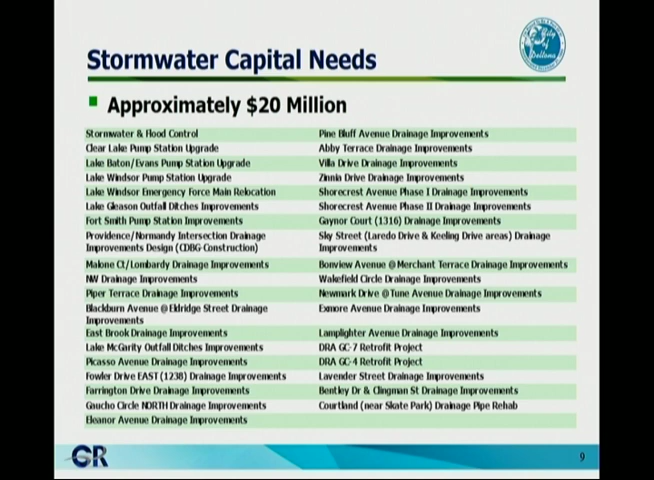 City of Deltona
Stormwater Capital Needs
Approximately $20 Million
Stormwater & Flood Control
Pine Bluff Avenue Drainage Improvements
Clear Lake Pump Station Upgrade
Abby Terrace Drainage Improvements
Lake Baton/Evans Pump Station Upgrade
Villa Drive Drainage Improvements
Lake Windsor Pump Station Upgrade
Zinnia Drive Drainage Improvements
Lake Windsor Emergency Force Main Relocation
Shorecrest Avenue Phase I Drainage Improvements
Lake Gleason Outfall Ditches Improvements
Shorecrest Avenue Phase II Drainage Improvements
Fort Smith Pump Station Improvements
Gaynor Court (1316) Drainage Improvements
Providence/Normandy Intersection Drainage
Improvements Design (CDBG Construction)
Sky Street (Laredo Drive & Keeling Drive areas) Drainage
Improvements
Malone Ct/Lombardy Drainage Improvements
Bonview Avenue @ Merchant Terrace Drainage Improvements
NW Drainage Improvements
Wakefield Circle Drainage Improvements
Piper Terrace Drainage Improvements
Newmark Drive @ Tune Avenue Drainage Improvements
Blackburn Avenue @ Eldridge Street Drainage
Improvements
Exmore Avenue Drainage Improvements
East Brook Drainage Improvements
Lamplighter Avenue Drainage Improvements
Lake McGarity Outfall Ditches Improvements
DRA GC-7 Retrofit Project
Picasso Avenue Drainage Improvements
DRA GC-4 Retrofit Project
Fowler Drive EAST (1238) Drainage Improvements
Lavender Street Drainage Improvements
Farrington Drive Drainage Improvements
Bentley Dr & Clingman St Drainage Improvements
Gaucho Circle NORTH Drainage Improvements
Courtland (near Skate Park) Drainage Pipe Rehab
Eleanor Avenue Drainage Improvements
GR
9